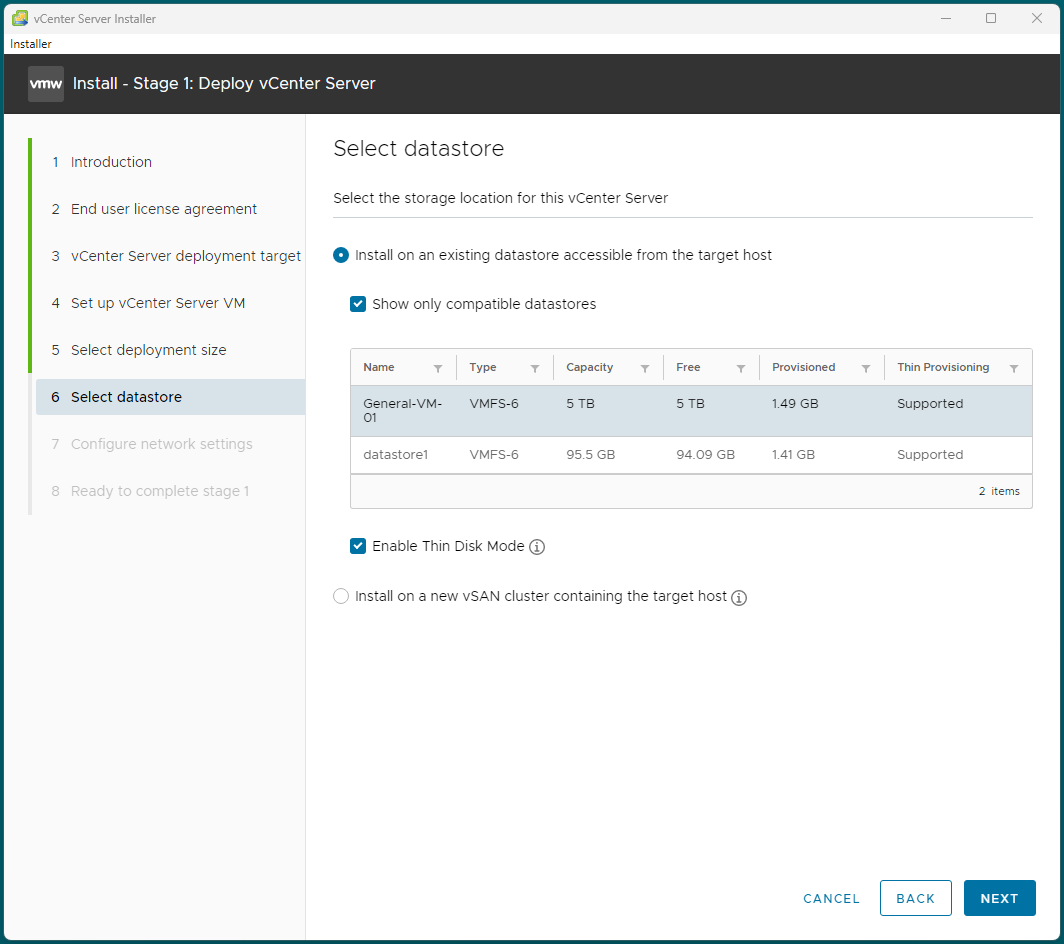 vCenter Server Installer
Installer
vmw Install - Stage 1: Deploy vCenter Server
1 Introduction
2 End user license agreement
3 vCenter Server deployment target
4 Set up vCenter Server VM
5 Select deployment size
6 Select datastore
7 Configure network settings
8 Ready to complete stage 1
Select datastore
Select the storage location for this vCenter Server
Install on an existing datastore accessible from the target host
Show only compatible datastores
Name Type Capacity Free Provisioned Thin Provisioning
General-VM- VMFS-6 5 TB 5 TB 1.49 GB Supported
01
datastore1 VMFS-6 95.5 GB 94.09 GB 1.41 GB Supported
2 items
Enable Thin Disk Mode
Install on a new vSAN cluster containing the target host
CANCEL BACK NEXT